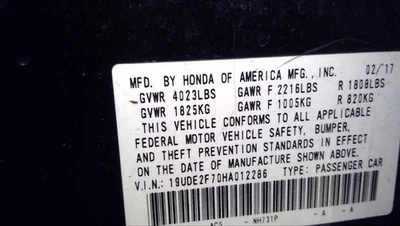 MFD. BY HONDA OF AMERICA MFG., INC. 02/'17
GVWR 4023LBS GAWR F 2216LBS R 1808LBS
GVWR 1825KG GAWR F 1005KG R 820KG
THIS VEHICLE CONFORMS TO ALL APPLICABLE
FEDERAL MOTOR VEHICLE SAFETY, BUMPER,
AND THEFT PREVENTION STANDARDS IN EFFECT
ON THE DATE OF MANUFACTURE SHOWN ABOVE.
V.I.N.: 19UDE2F70HA012286 TYPE: PASSENGER CAR
NH731P - A - A